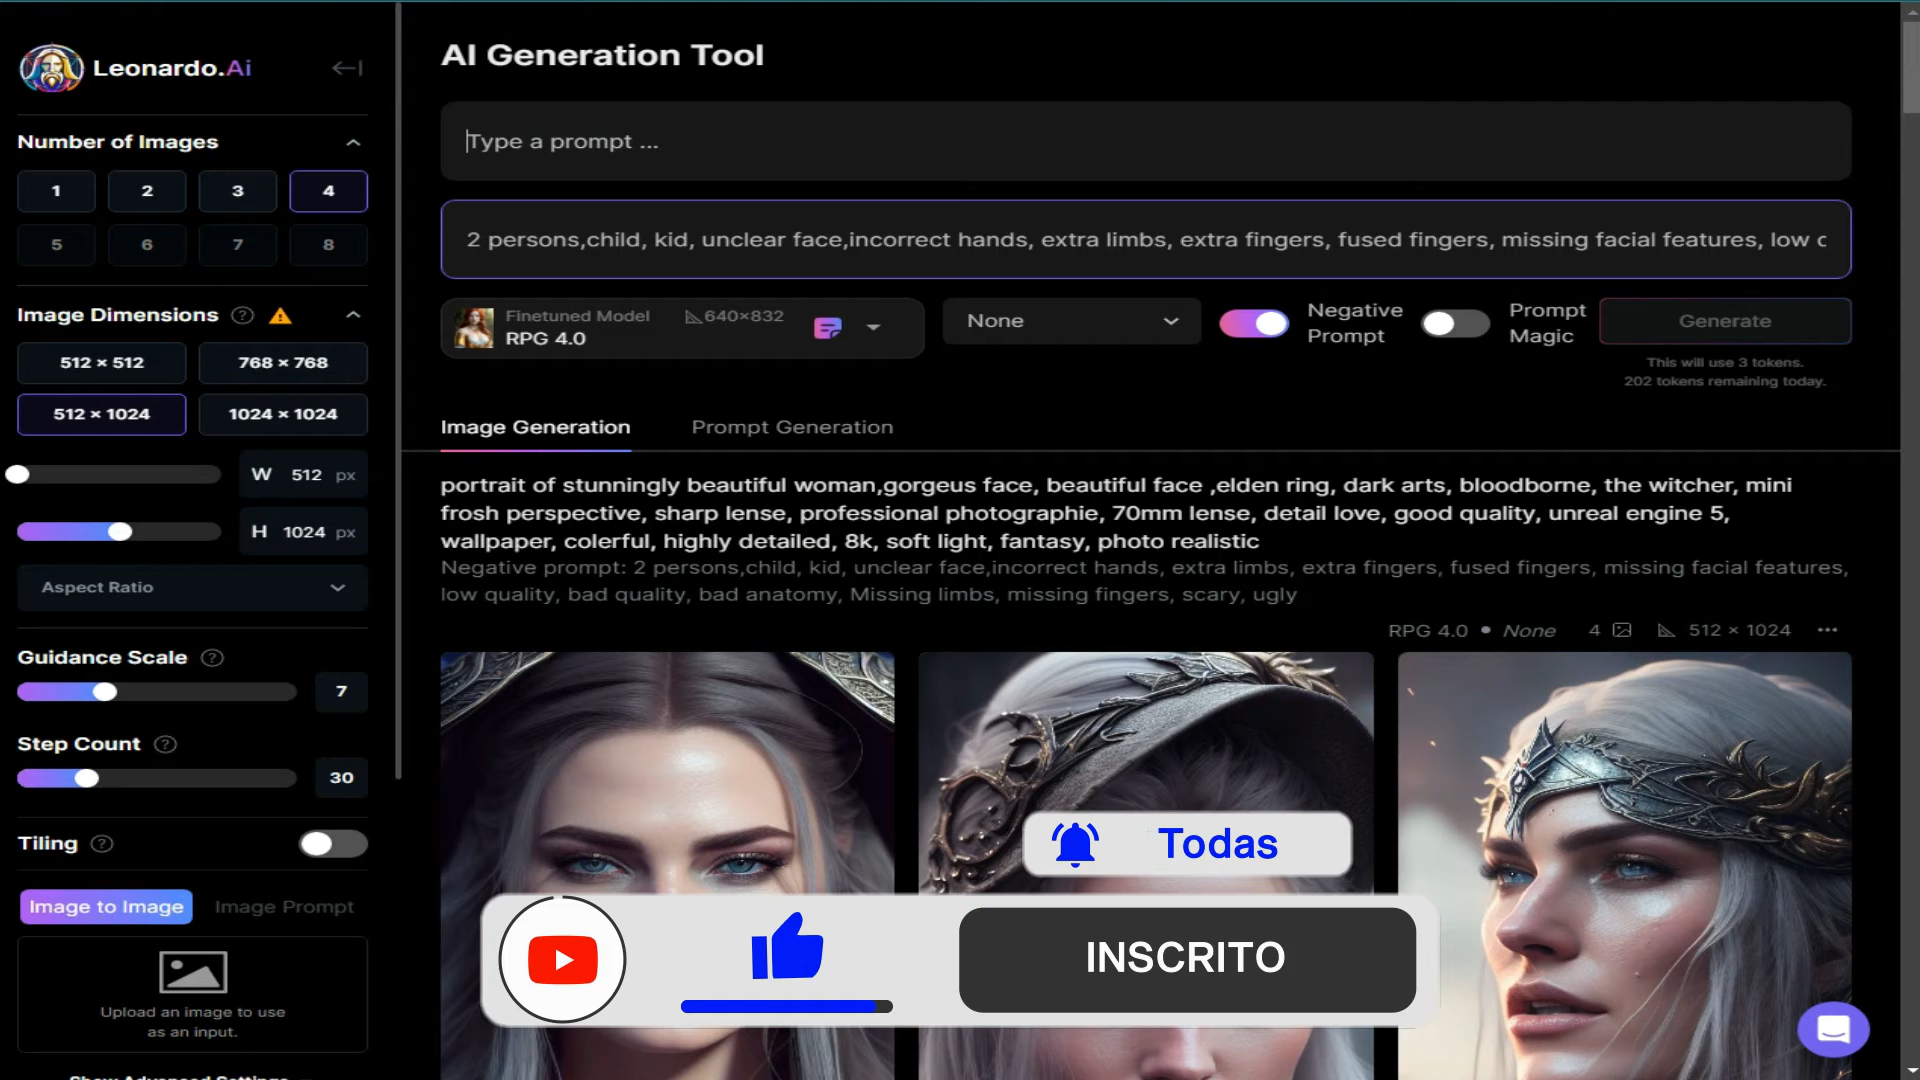 Leonardo.Ai
Number of Images
1 2 3 4
5 6 7 8
Image Dimensions ?
512 × 512 768 × 768
512 × 1024 1024 × 1024
W 512 px
H 1024 px
Aspect Ratio
Guidance Scale ?
7
Step Count ?
30
Tiling ?
Image to Image Image Prompt
Upload an image to use
as an input.
Show Advanced Settings
AI Generation Tool
Type a prompt ...
2 persons,child, kid, unclear face,incorrect hands, extra limbs, extra fingers, fused fingers, missing facial features, low
Finetuned Model 640×832
RPG 4.0
None
Negative
Prompt
Prompt
Magic
Generate
This will use 3 tokens.
202 tokens remaining today.
Image Generation Prompt Generation
portrait of stunningly beautiful woman,gorgeus face, beautiful face ,elden ring, dark arts, bloodborne, the witcher, mini
frosh perspective, sharp lense, professional photographie, 70mm lense, detail love, good quality, unreal engine 5,
wallpaper, colerful, highly detailed, 8k, soft light, fantasy, photo realistic
Negative prompt: 2 persons,child, kid, unclear face,incorrect hands, extra limbs, extra fingers, fused fingers, missing facial features,
low quality, bad quality, bad anatomy, Missing limbs, missing fingers, scary, ugly
RPG 4.0 • None 4 512 × 1024 ...
Todas
INSCRITO